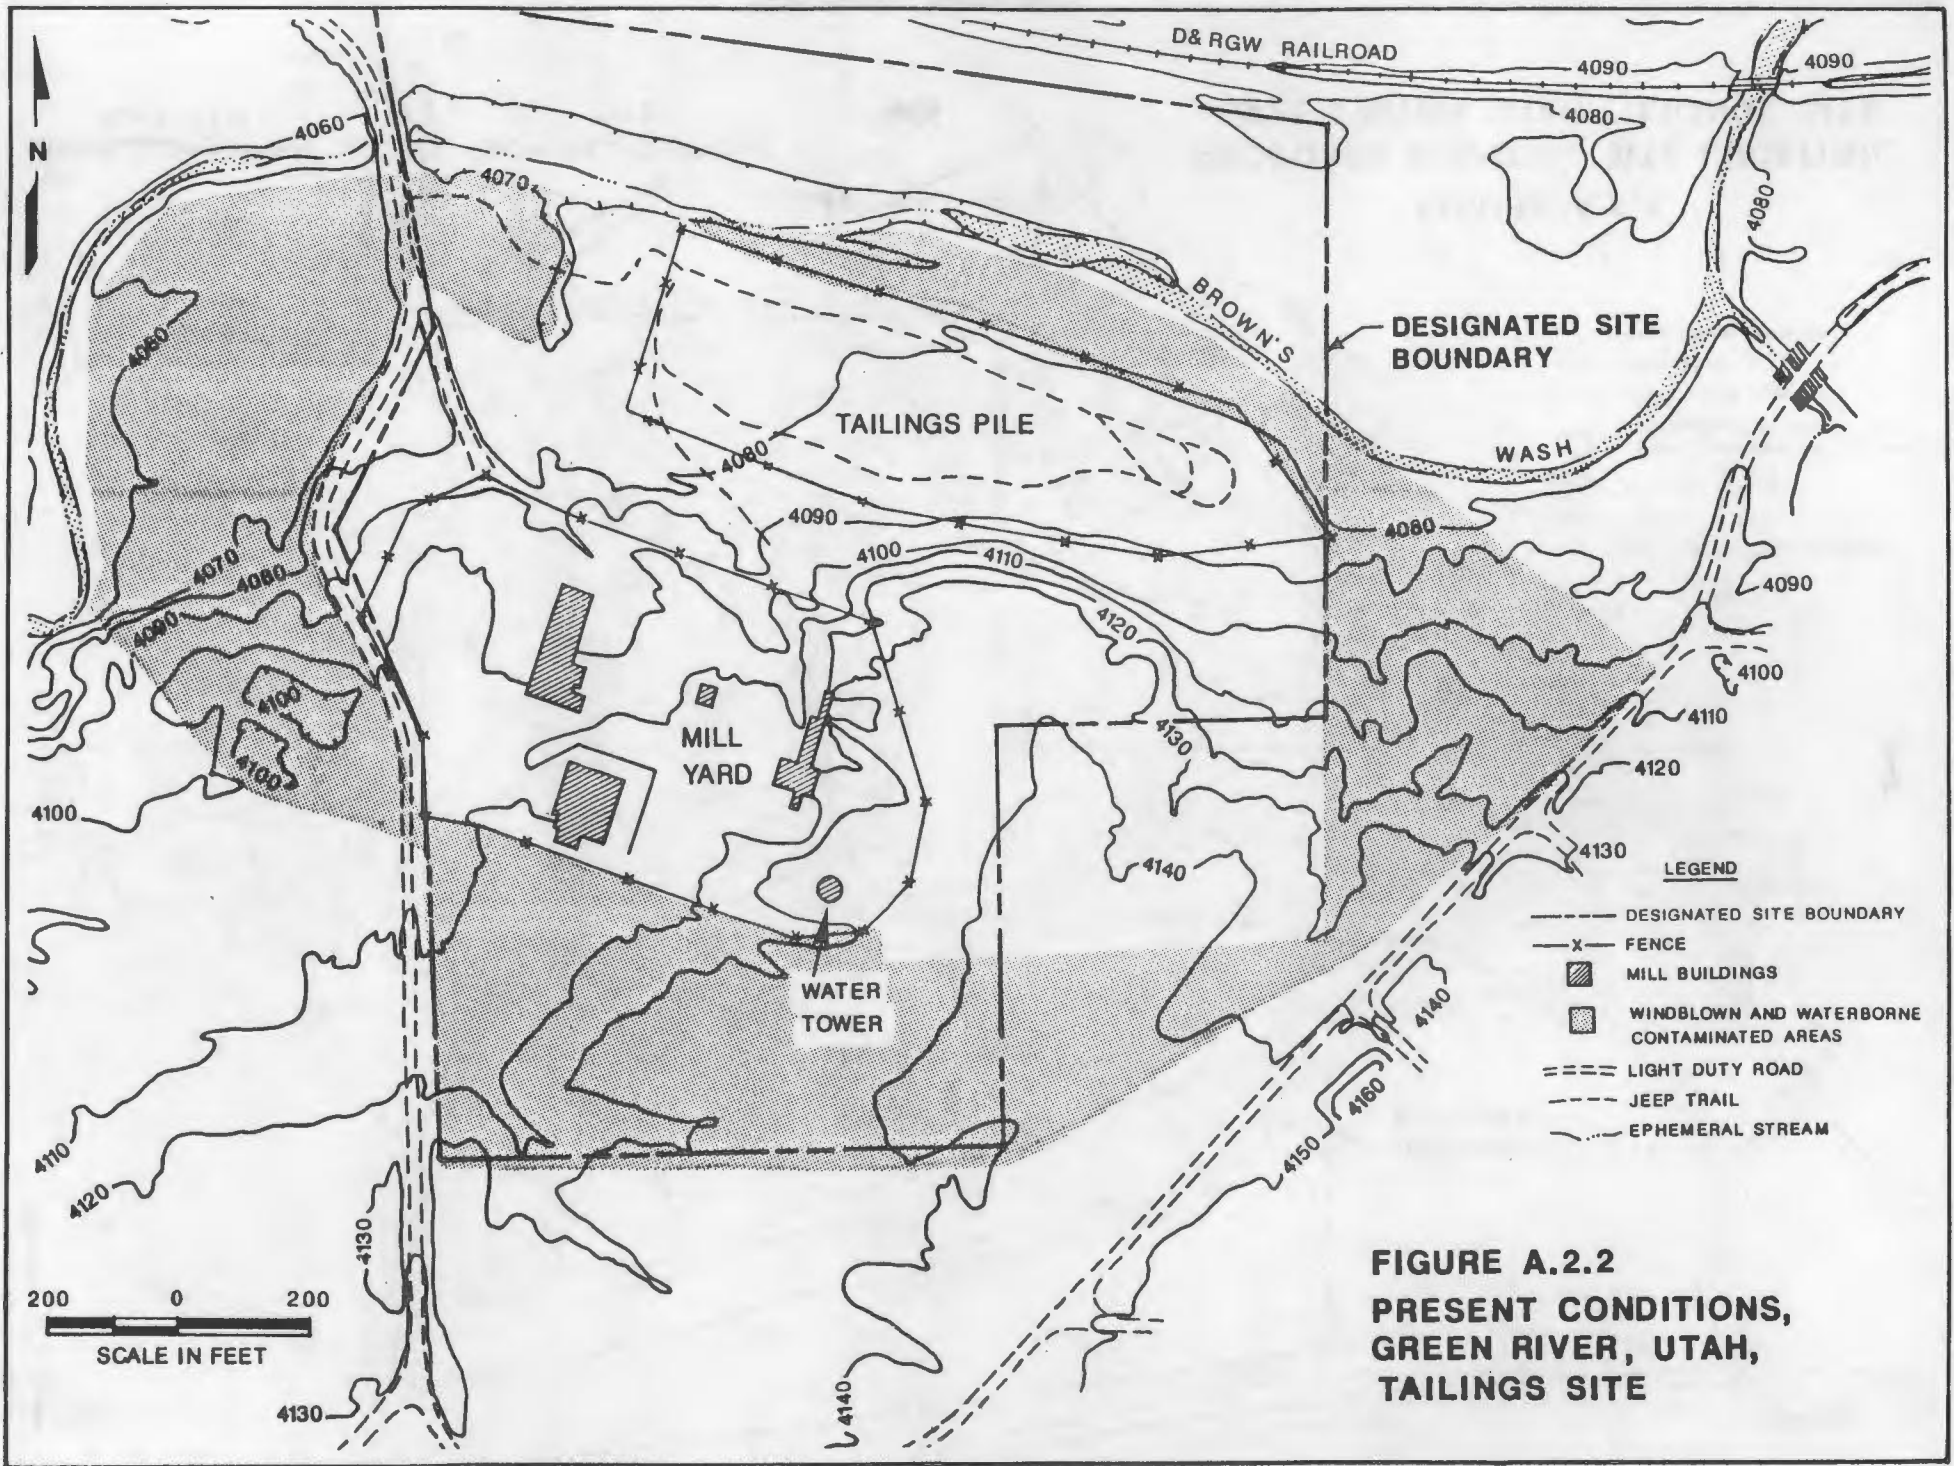 D&RGW RAILROAD
4090
4090
4080
4060
N
4070
4080
BROWN'S
DESIGNATED SITE
BOUNDARY
4080
TAILINGS PILE
WASH
4080
4090
4080
4100
4110
4070
4080
4090
4090
4120
4100
4100
4110
4130
MILL
YARD
4100
4120
4100
4130
4140
LEGEND
DESIGNATED SITE BOUNDARY
FENCE
MILL BUILDINGS
WINDBLOWN AND WATERBORNE
CONTAMINATED AREAS
LIGHT DUTY ROAD
JEEP TRAIL
EPHEMERAL STREAM
WATER
TOWER
4140
4160
4150
4110
4120
4130
200 0 200
SCALE IN FEET
4130
4140
FIGURE A.2.2
PRESENT CONDITIONS,
GREEN RIVER, UTAH,
TAILINGS SITE